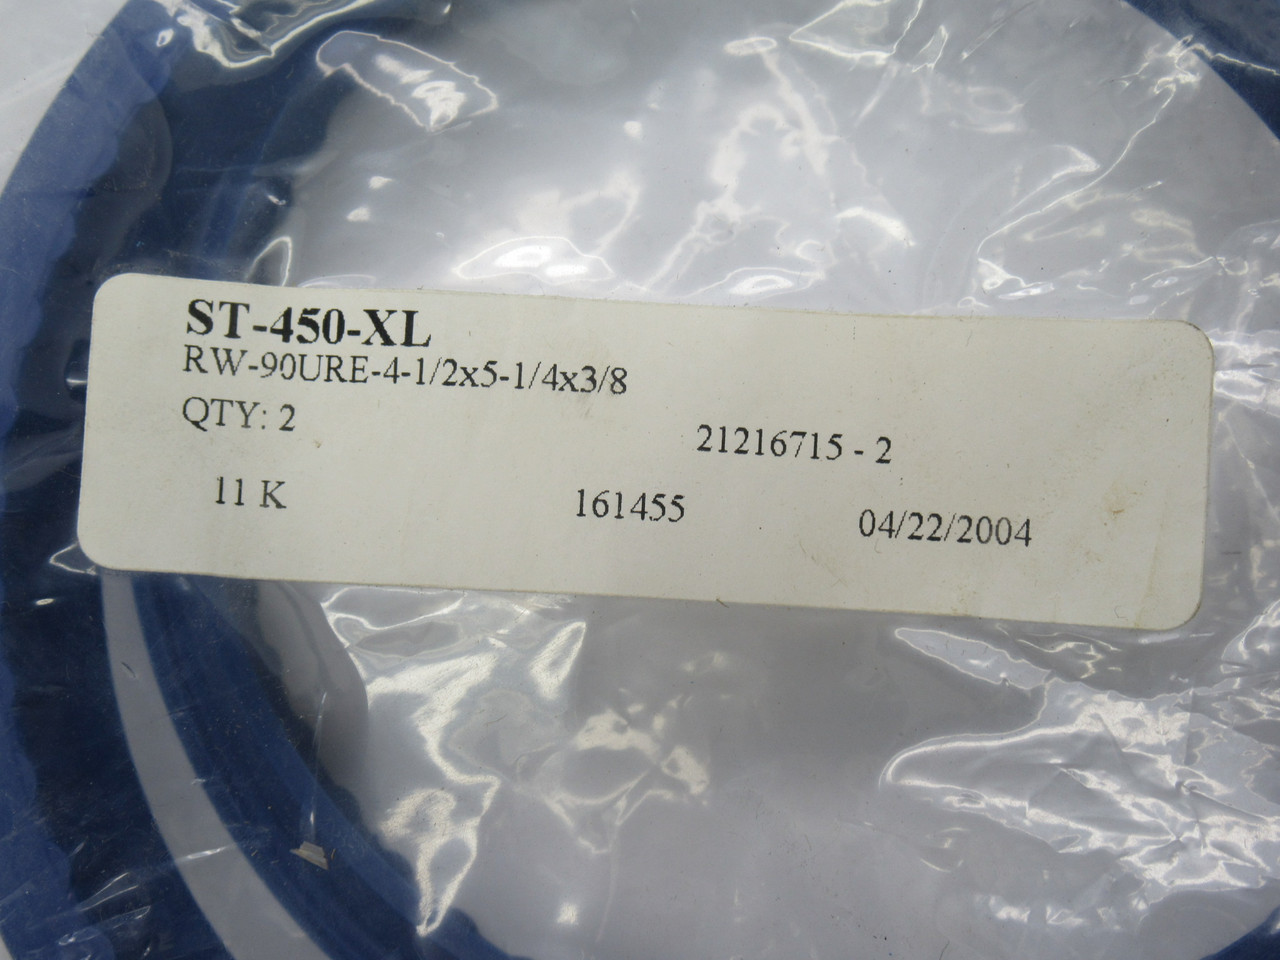 ST-450-XL
RW-90URE-4-1/2x5-1/4x3/8
QTY: 2
21216715 - 2
11 K 161455 04/22/2004